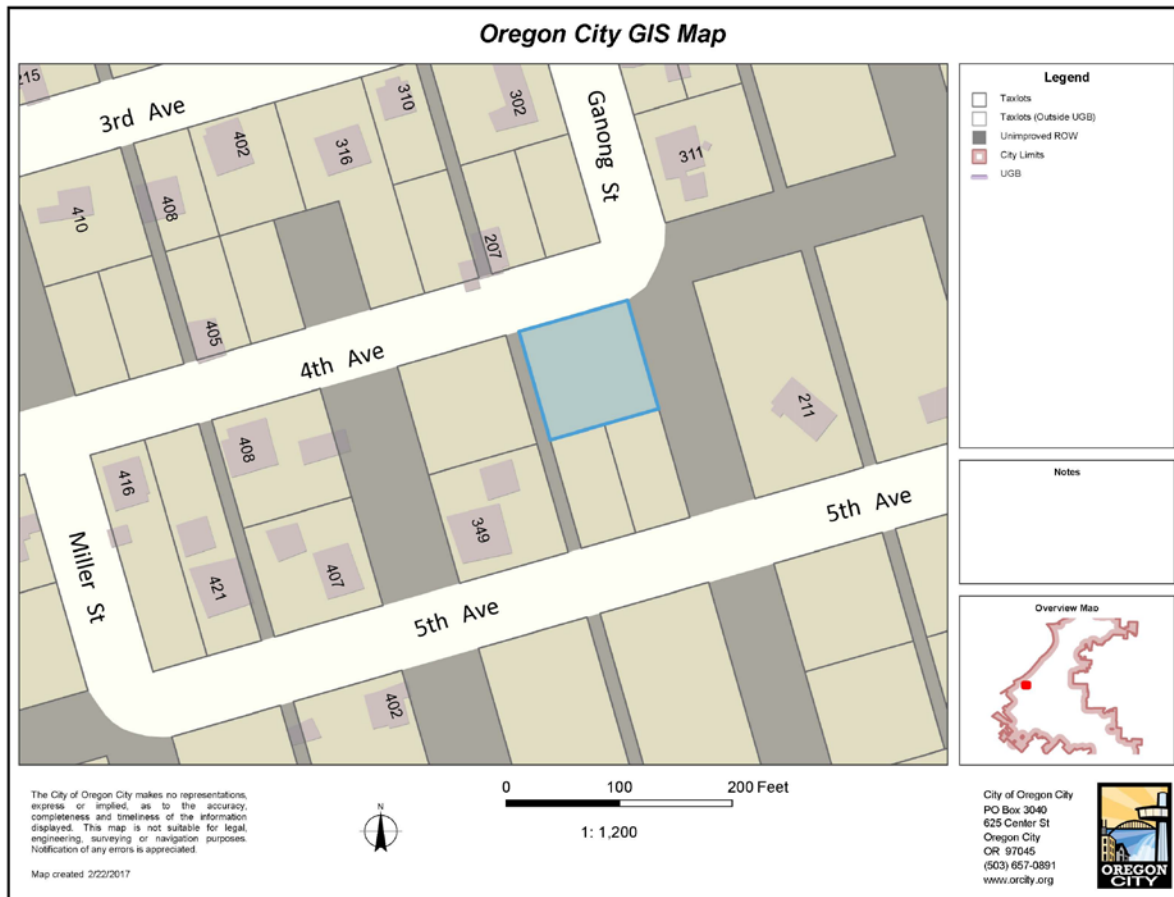 Oregon City GIS Map
215
3rd Ave
402
310
302
Ganong St
316
311
410
408
207
405
4th Ave
408
416
211
349
5th Ave
Miller St
421
407
5th Ave
402
Legend
Taxlots
Taxlots (Outside UGB)
Unimproved ROW
City Limits
UGB
Notes
Overview Map
The City of Oregon City makes no representations,
express or implied, as to the accuracy,
completeness and timeliness of the information
displayed. This map is not suitable for legal,
engineering, surveying or navigation purposes.
Notification of any errors is appreciated.
Map created 2/22/2017
N
0 100 200 Feet
1: 1,200
City of Oregon City
PO Box 3040
625 Center St
Oregon City
OR 97045
(503) 657-0891
www.orcity.org
OREGON
CITY